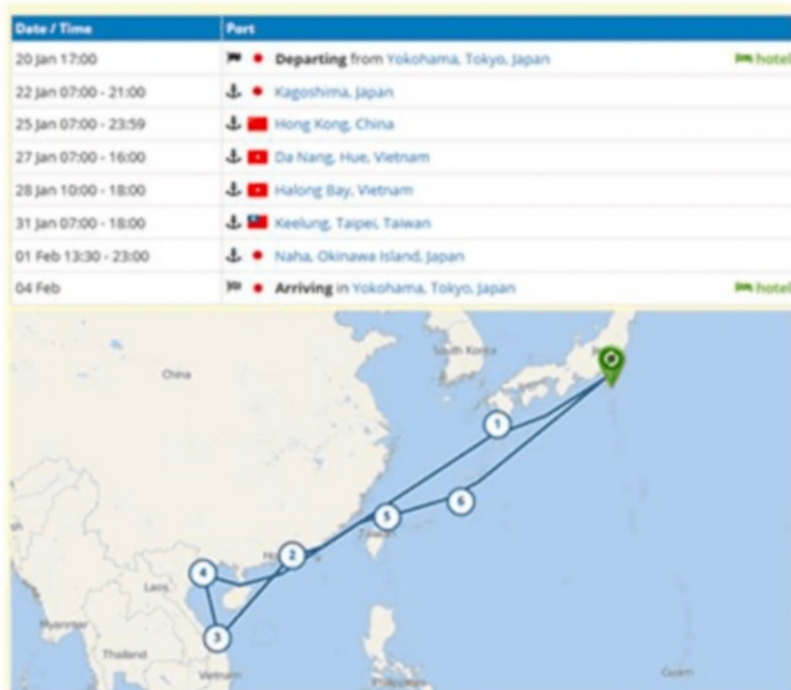 Date / Time Port
20 Jan 17:00 Departing from Yokohama, Tokyo, Japan hotel
22 Jan 07:00 - 21:00 Kagoshima, Japan
25 Jan 07:00 - 23:59 Hong Kong, China
27 Jan 07:00 - 16:00 Da Nang, Hue, Vietnam
28 Jan 10:00 - 18:00 Halong Bay, Vietnam
31 Jan 07:00 - 18:00 Keelung, Taipei, Taiwan
01 Feb 13:30 - 23:00 Naha, Okinawa Island, Japan
04 Feb Arriving in Yokohama, Tokyo, Japan hotel
South Korea
China
1
6
5
Taiwan
2
4
Laos
3
Myanmar
Thailand
Vietnam
Guam
Philippines